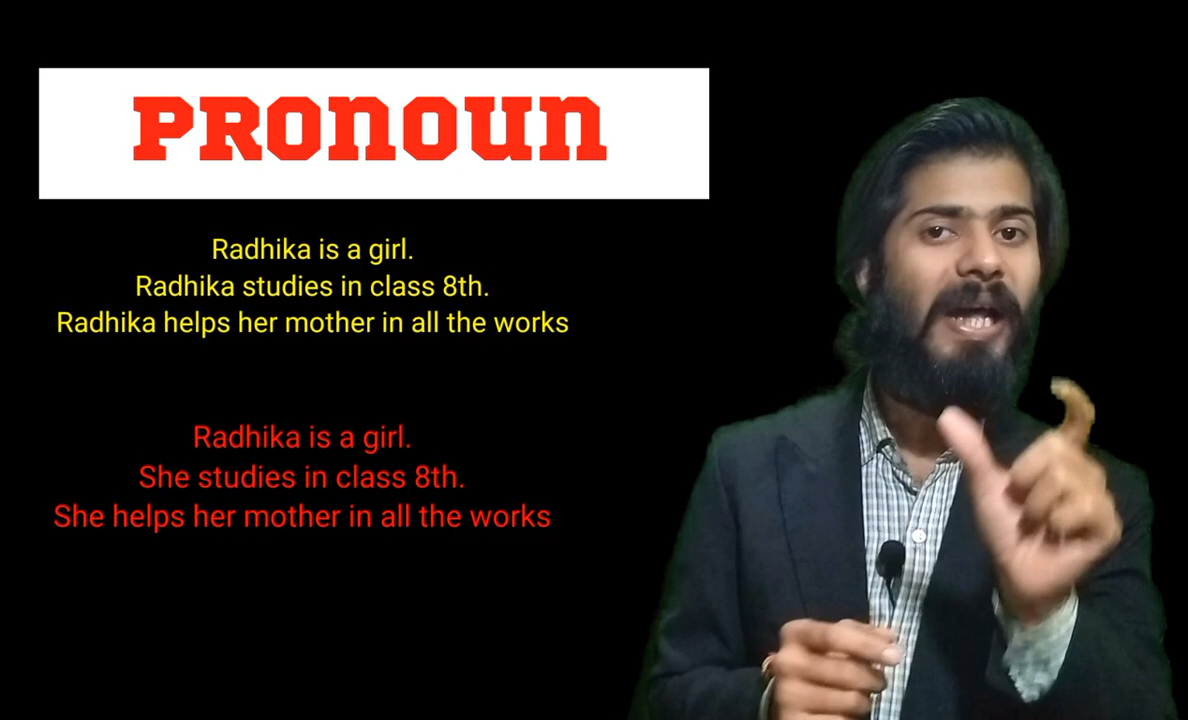 PRONOUN
Radhika is a girl.
Radhika studies in class 8th.
Radhika helps her mother in all the works
Radhika is a girl.
She studies in class 8th.
She helps her mother in all the works